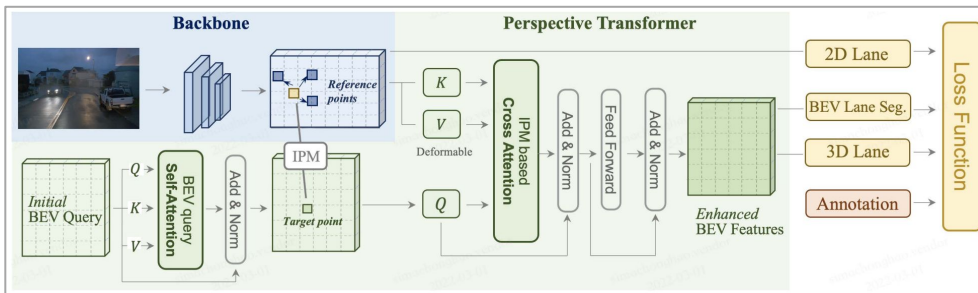 Backbone
Perspective Transformer
Reference
points
K
V
Deformable
IPM based
Cross Attention
Add & Norm
Feed Forward
Add & Norm
2D Lane
BEV Lane Seg.
3D Lane
Annotation
Loss Function
IPM
Initial
BEV Query
Q
K
V
BEV query
Self-Attention
Add & Norm
Target point
Q
Enhanced
BEV Features